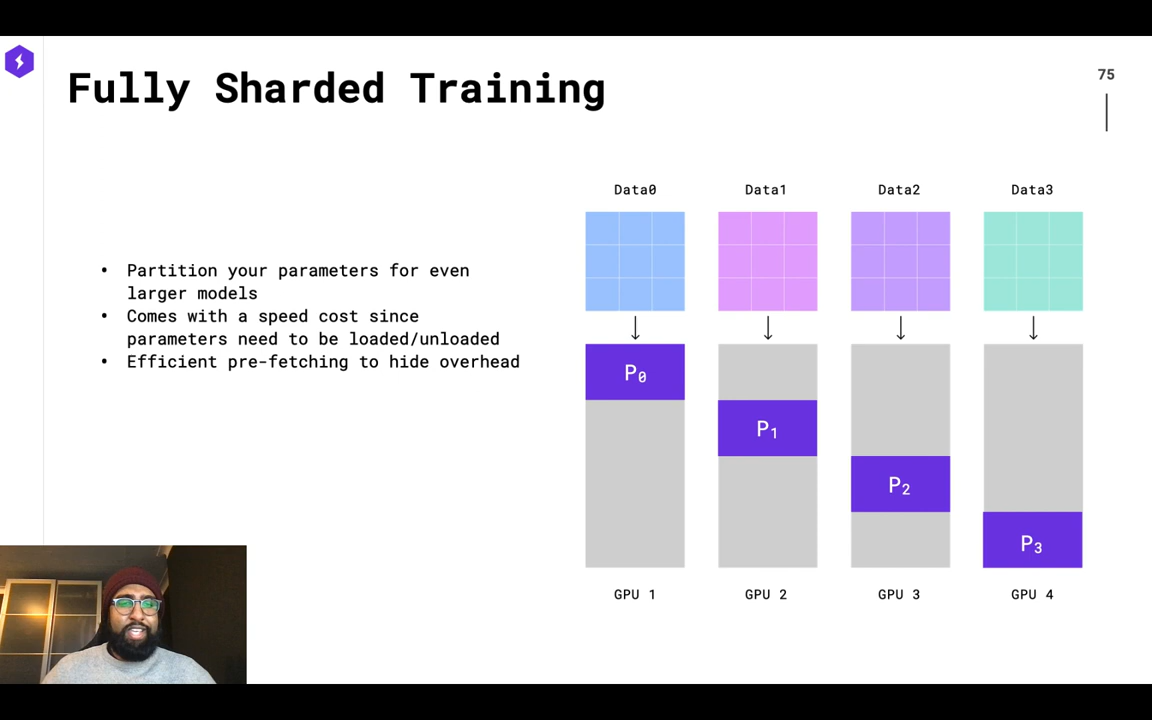 Fully Sharded Training
75
• Partition your parameters for even
larger models
• Comes with a speed cost since
parameters need to be loaded/unloaded
• Efficient pre-fetching to hide overhead
Data0 Data1 Data2 Data3
P₀
P₁
P₂
P₃
GPU 1 GPU 2 GPU 3 GPU 4